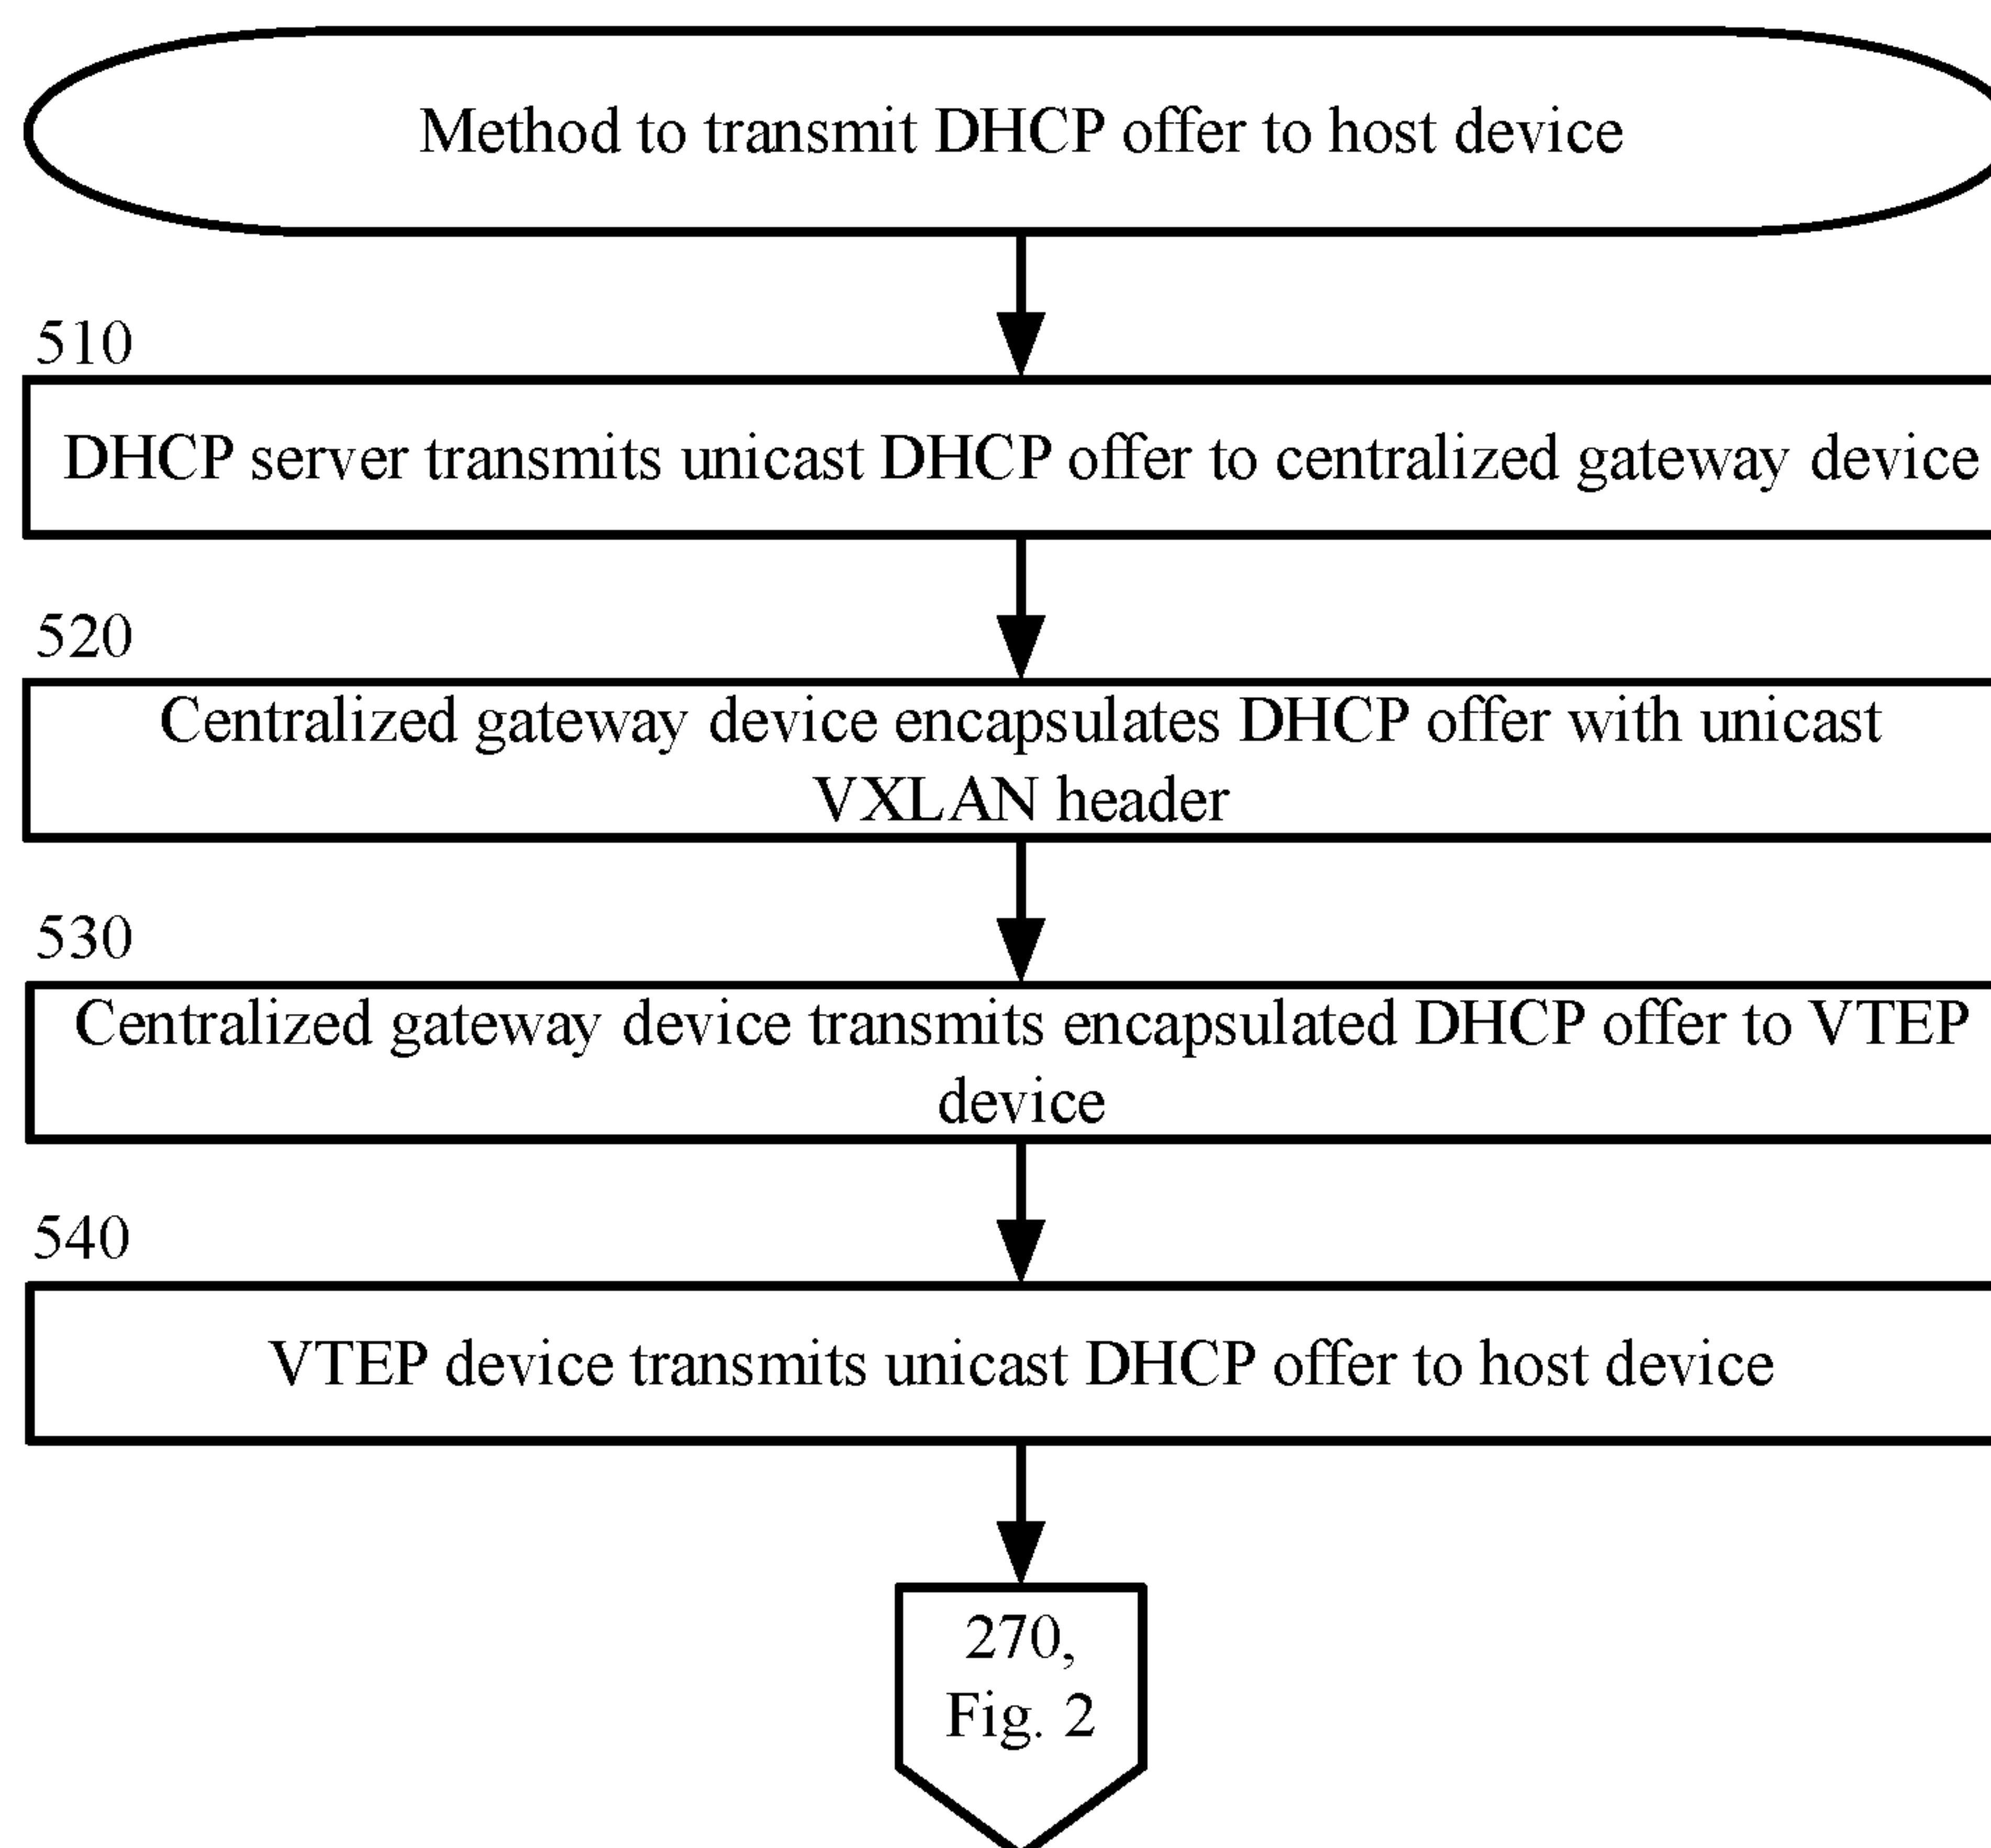 Method to transmit DHCP offer to host device
510
DHCP server transmits unicast DHCP offer to centralized gateway device
520
Centralized gateway device encapsulates DHCP offer with unicast
VXLAN header
530
Centralized gateway device transmits encapsulated DHCP offer to VTEP
device
540
VTEP device transmits unicast DHCP offer to host device
270,
Fig. 2